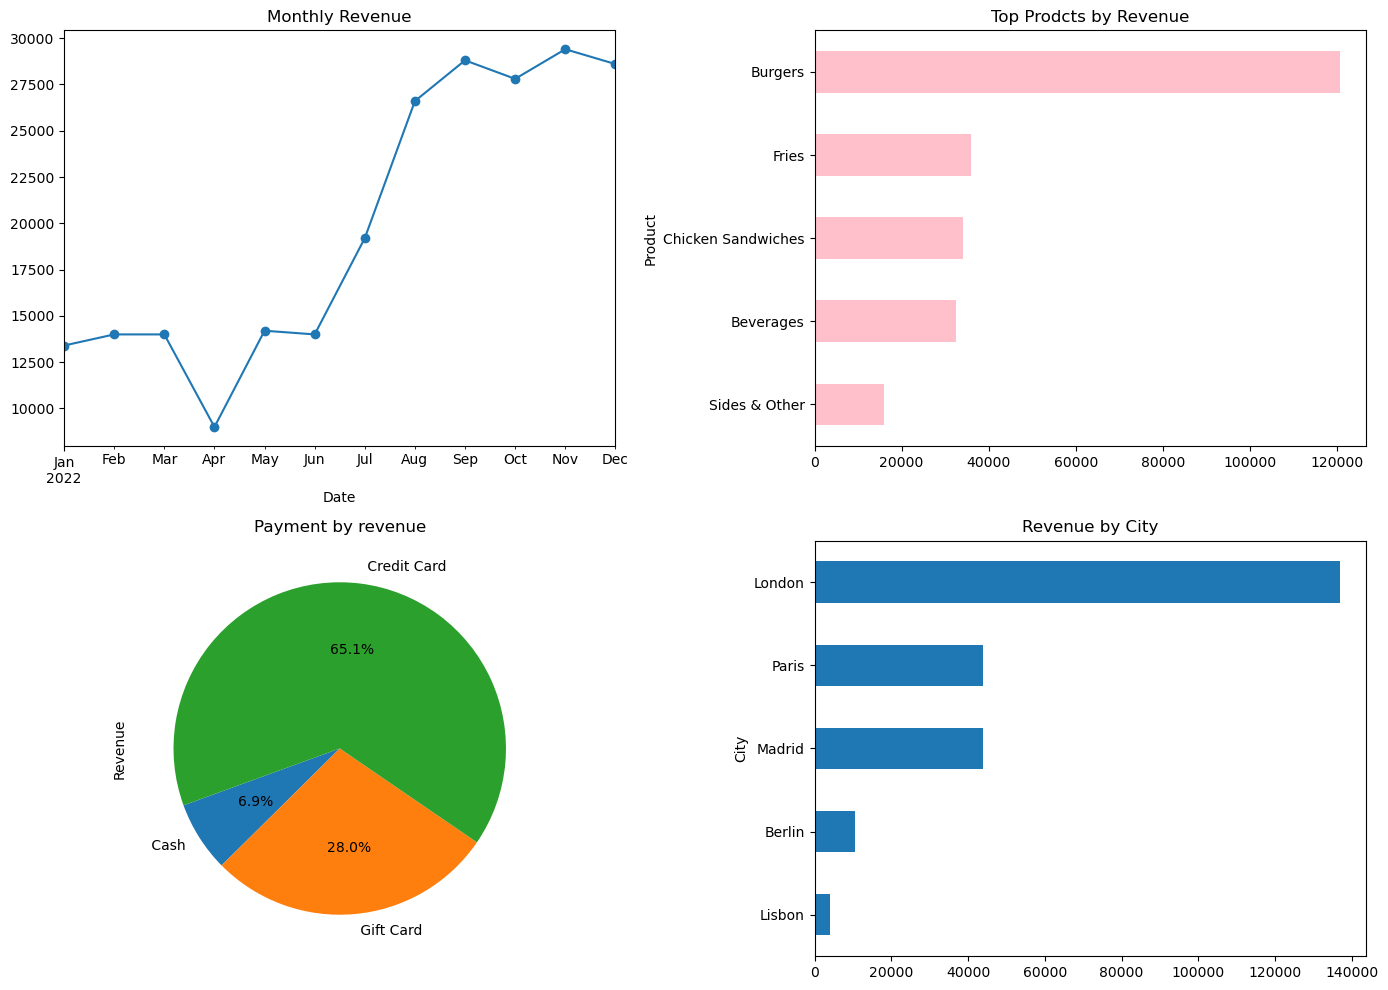 Monthly Revenue
30000
27500
25000
22500
20000
17500
15000
12500
10000
Jan
2022
Feb
Mar
Apr
May
Jun
Jul
Aug
Sep
Oct
Nov
Dec
Date
Top Prodcts by Revenue
Product
Burgers
Fries
Chicken Sandwiches
Beverages
Sides & Other
0
20000
40000
60000
80000
100000
120000
Payment by revenue
Revenue
Credit Card
65.1%
6.9%
Cash
28.0%
Gift Card
Revenue by City
City
London
Paris
Madrid
Berlin
Lisbon
0
20000
40000
60000
80000
100000
120000
140000